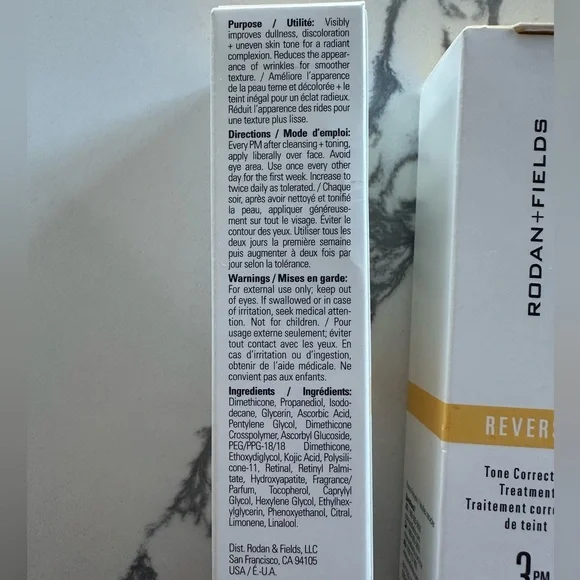 Purpose / Utilité: Visibly
improves dullness, discoloration
+ uneven skin tone for a radiant
complexion. Reduces the appear-
ance of wrinkles for smoother
texture. / Améliore l'apparence
de la peau terne et décolorée + le
teint inégal pour un éclat radieux.
Réduit l'apparence des rides pour
une texture plus lisse.
Directions / Mode d'emploi:
Every PM after cleansing + toning,
apply liberally over face. Avoid
eye area. Use once every other
day for the first week. Increase to
twice daily as tolerated. / Chaque
soir, après avoir nettoyé et tonifié
la peau, appliquer généreuse-
ment sur tout le visage. Éviter le
contour des yeux. Utiliser tous les
deux jours la première semaine
puis augmenter à deux fois par
jour selon la tolérance.
Warnings / Mises en garde:
For external use only; keep out
of eyes. If swallowed or in case
of irritation, seek medical atten-
tion. Not for children. / Pour
usage externe seulement; éviter
tout contact avec les yeux. En
cas d'irritation ou d'ingestion,
obtenir de l'aide médicale. Ne
convient pas aux enfants.
Ingredients / Ingrédients:
Dimethicone, Propanediol, Isodo-
decane, Glycerin, Ascorbic Acid,
Pentylene Glycol, Dimethicone
Crosspolymer, Ascorbyl Glucoside,
PEG/PPG-18/18 Dimethicone,
Ethoxydiglycol, Kojic Acid, Polysili-
cone-11, Retinal, Retinyl Palmi-
tate, Hydroxyapatite, Fragrance/
Parfum, Tocopherol, Caprylyl
Glycol, Hexylene Glycol, Ethylhex-
ylglycerin, Phenoxyethanol, Citral,
Limonene, Linalool.
Dist. Rodan & Fields, LLC
San Francisco, CA 94105
USA / É.-U.A.
RODAN+FIELDS
REVERS
Tone Correct
Treatment
Traitement corre
de teint
3 PM